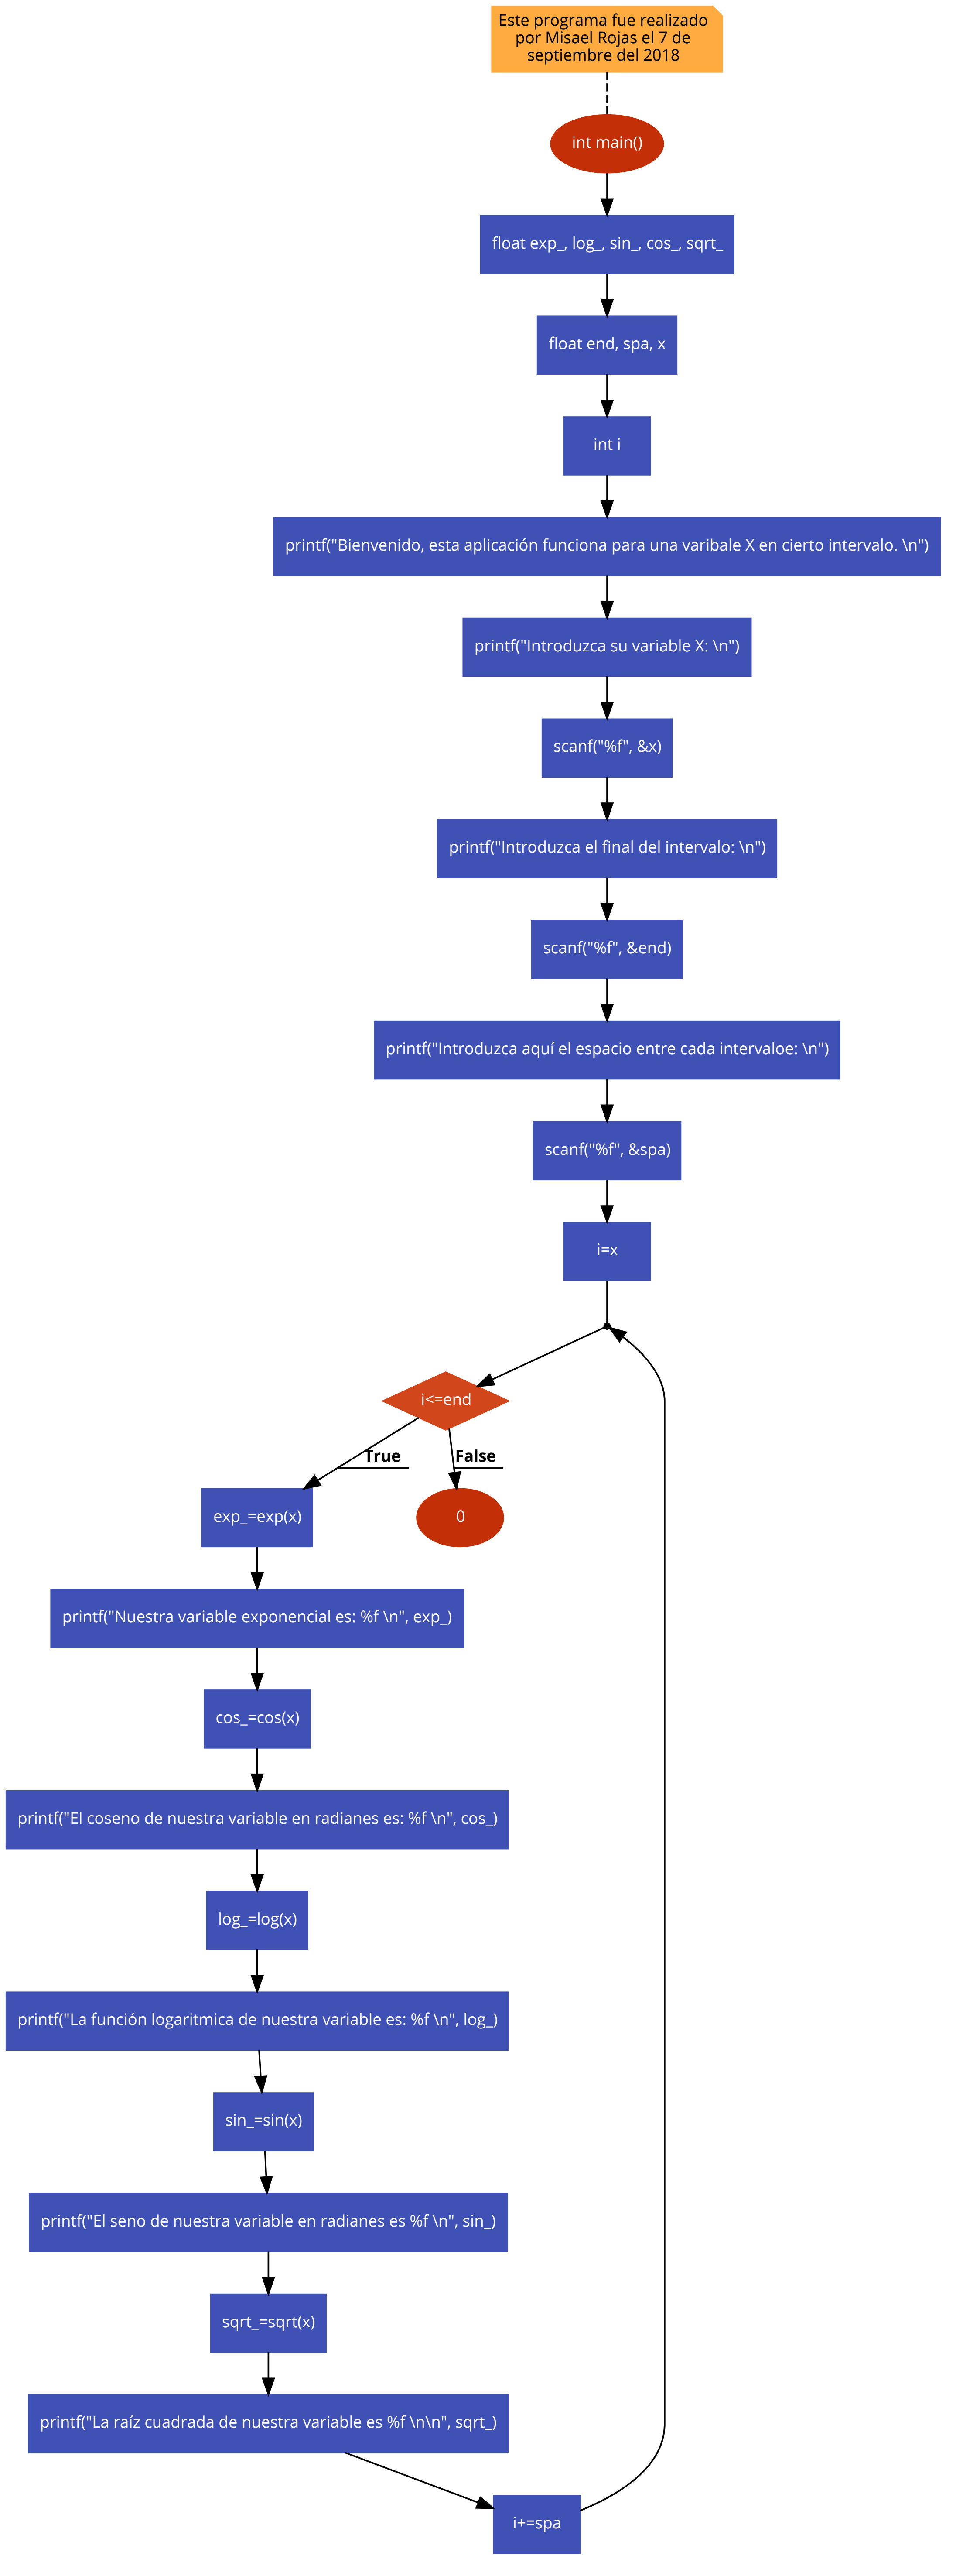 Este programa fue realizado
por Misael Rojas el 7 de
septiembre del 2018
int main()
float exp_, log_, sin_, cos_, sqrt_
float end, spa, x
int i
printf("Bienvenido, esta aplicación funciona para una varibale X en cierto intervalo. \n")
printf("Introduzca su variable X: \n")
scanf("%f", &x)
printf("Introduzca el final del intervalo: \n")
scanf("%f", &end)
printf("Introduzca aquí el espacio entre cada intervaloe: \n")
scanf("%f", &spa)
i=x
i<=end
True
False
exp_=exp(x)
0
printf("Nuestra variable exponencial es: %f \n", exp_)
cos_=cos(x)
printf("El coseno de nuestra variable en radianes es: %f \n", cos_)
log_=log(x)
printf("La función logaritmica de nuestra variable es: %f \n", log_)
sin_=sin(x)
printf("El seno de nuestra variable en radianes es %f \n", sin_)
sqrt_=sqrt(x)
printf("La raíz cuadrada de nuestra variable es %f \n\n", sqrt_)
i+=spa